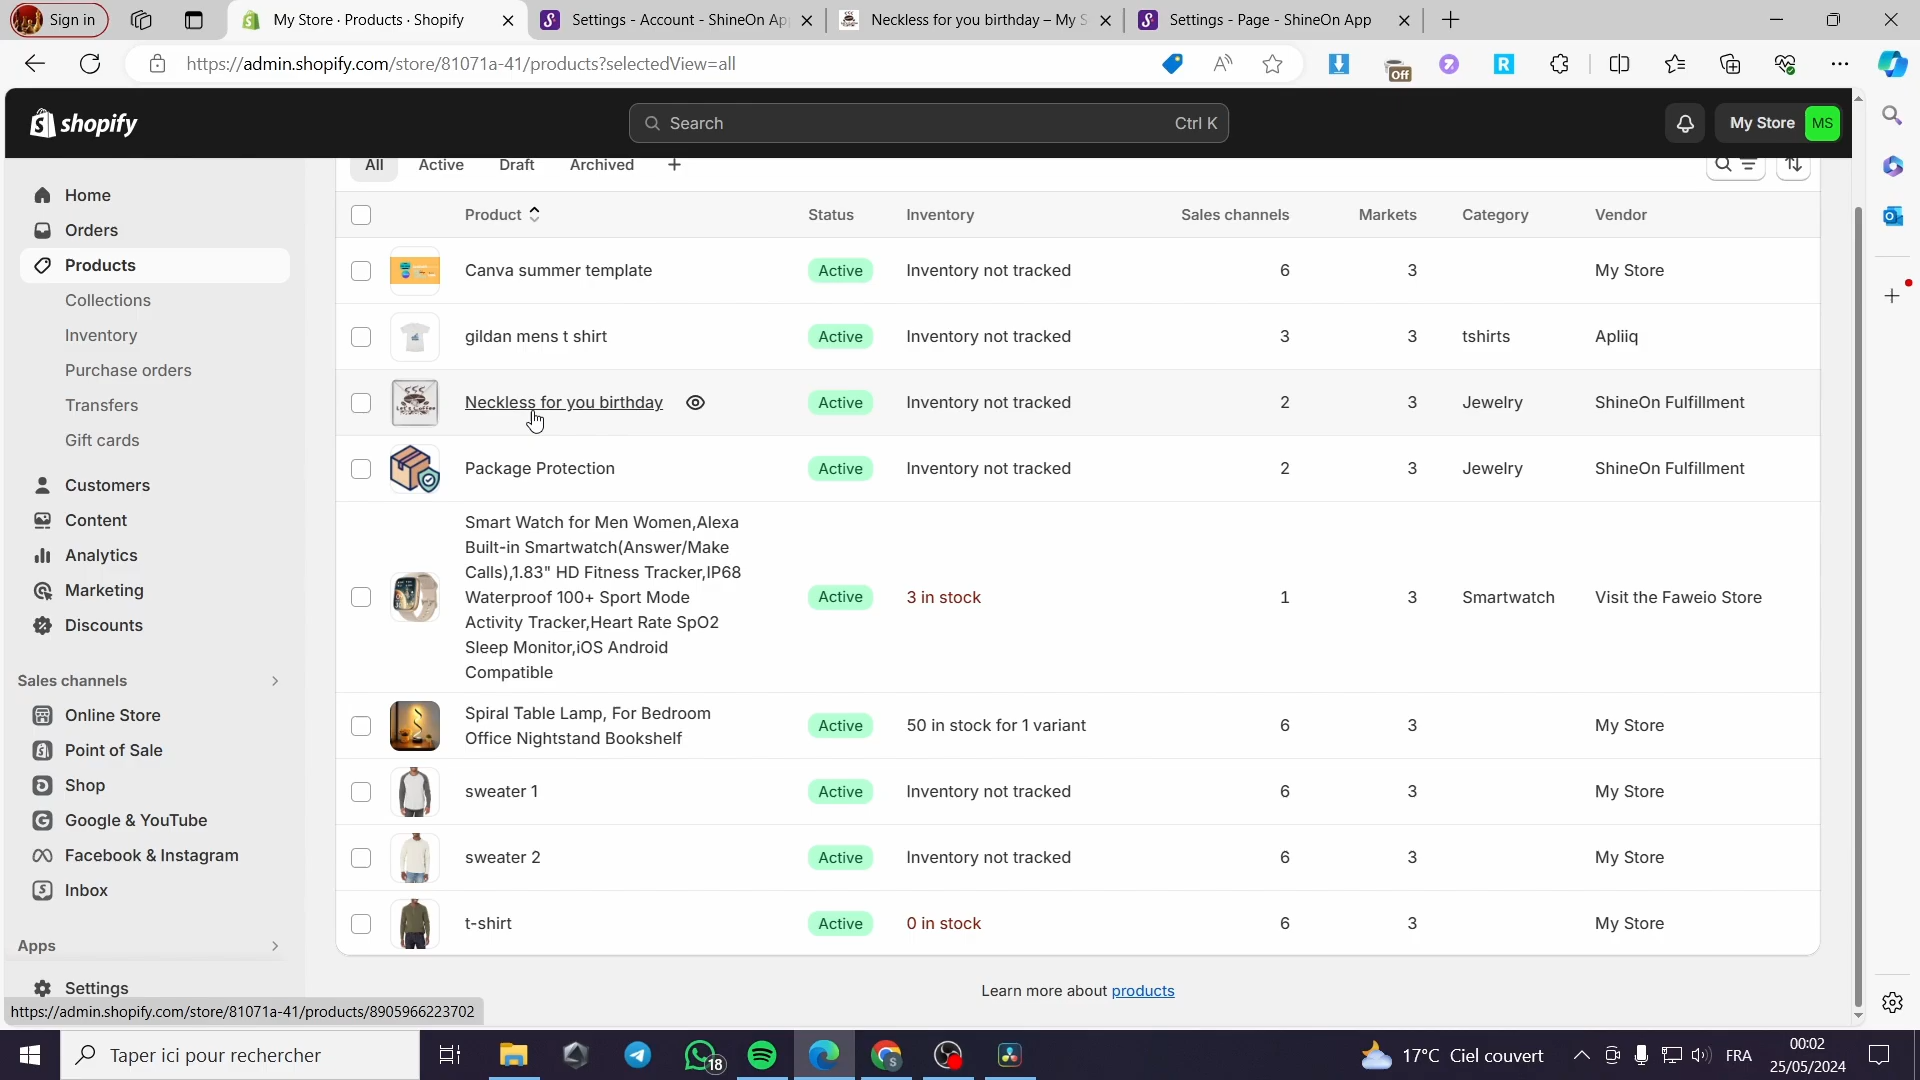 Sign in
My Store · Products · Shopify
Settings - Account - ShineOn Ap
Neckless for you birthday – My S
Settings - Page - ShineOn App
https://admin.shopify.com/store/81071a-41/products?selectedView=all
Off
shopify
Search
Ctrl K
My Store
MS
Home
Orders
Products
Collections
Inventory
Purchase orders
Transfers
Gift cards
Customers
Content
Analytics
Marketing
Discounts
Sales channels
Online Store
Point of Sale
Shop
Google & YouTube
Facebook & Instagram
Inbox
Apps
Settings
All Active Draft Archived
Product Status Inventory Sales channels Markets Category Vendor
Canva summer template Active Inventory not tracked 6 3 My Store
gildan mens t shirt Active Inventory not tracked 3 3 tshirts Apliiq
Neckless for you birthday Active Inventory not tracked 2 3 Jewelry ShineOn Fulfillment
Package Protection Active Inventory not tracked 2 3 Jewelry ShineOn Fulfillment
Smart Watch for Men Women,Alexa
Built-in Smartwatch(Answer/Make
Calls),1.83" HD Fitness Tracker,IP68
Waterproof 100+ Sport Mode Active 3 in stock 1 3 Smartwatch Visit the Faweio Store
Activity Tracker,Heart Rate SpO2
Sleep Monitor,iOS Android
Compatible
Spiral Table Lamp, For Bedroom
Office Nightstand Bookshelf Active 50 in stock for 1 variant 6 3 My Store
sweater 1 Active Inventory not tracked 6 3 My Store
sweater 2 Active Inventory not tracked 6 3 My Store
t-shirt Active 0 in stock 6 3 My Store
Learn more about products
https://admin.shopify.com/store/81071a-41/products/8905966223702
Taper ici pour rechercher
18
17°C Ciel couvert
FRA
00:02
25/05/2024